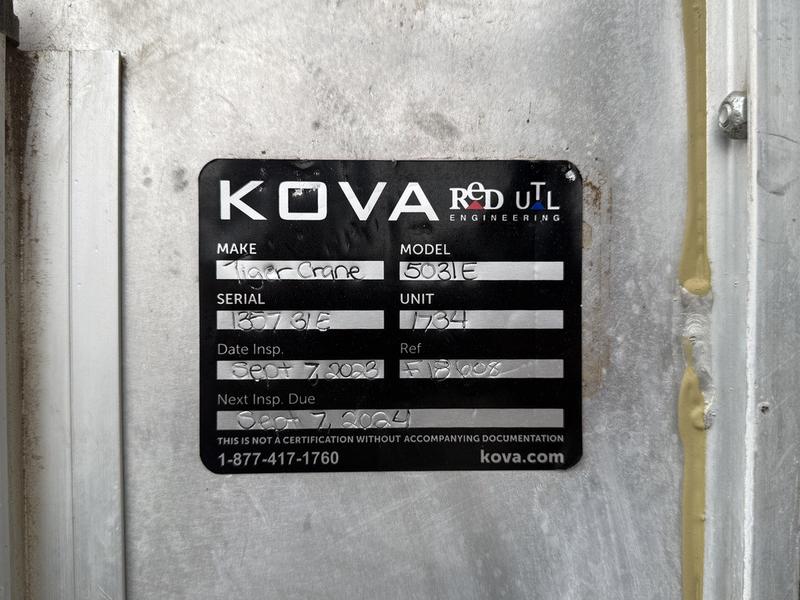 KOVA ReD UTL
ENGINEERING
MAKE MODEL
Tiger Crane 5031E
SERIAL UNIT
1357 31E 1734
Date Insp. Ref
Sept 7, 2023 F18608
Next Insp. Due
Sept 7, 2024
THIS IS NOT A CERTIFICATION WITHOUT ACCOMPANYING DOCUMENTATION
1-877-417-1760 kova.com